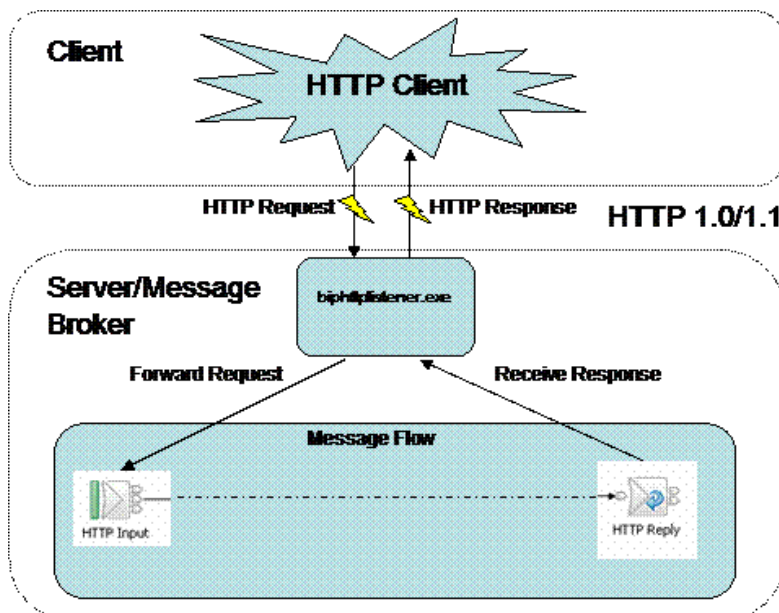 Client
HTTP Client
HTTP Request
HTTP Response
HTTP 1.0/1.1
Server/Message
Broker
biphttplistener.exe
Forward Request
Receive Response
Message Flow
HTTP Input
HTTP Reply